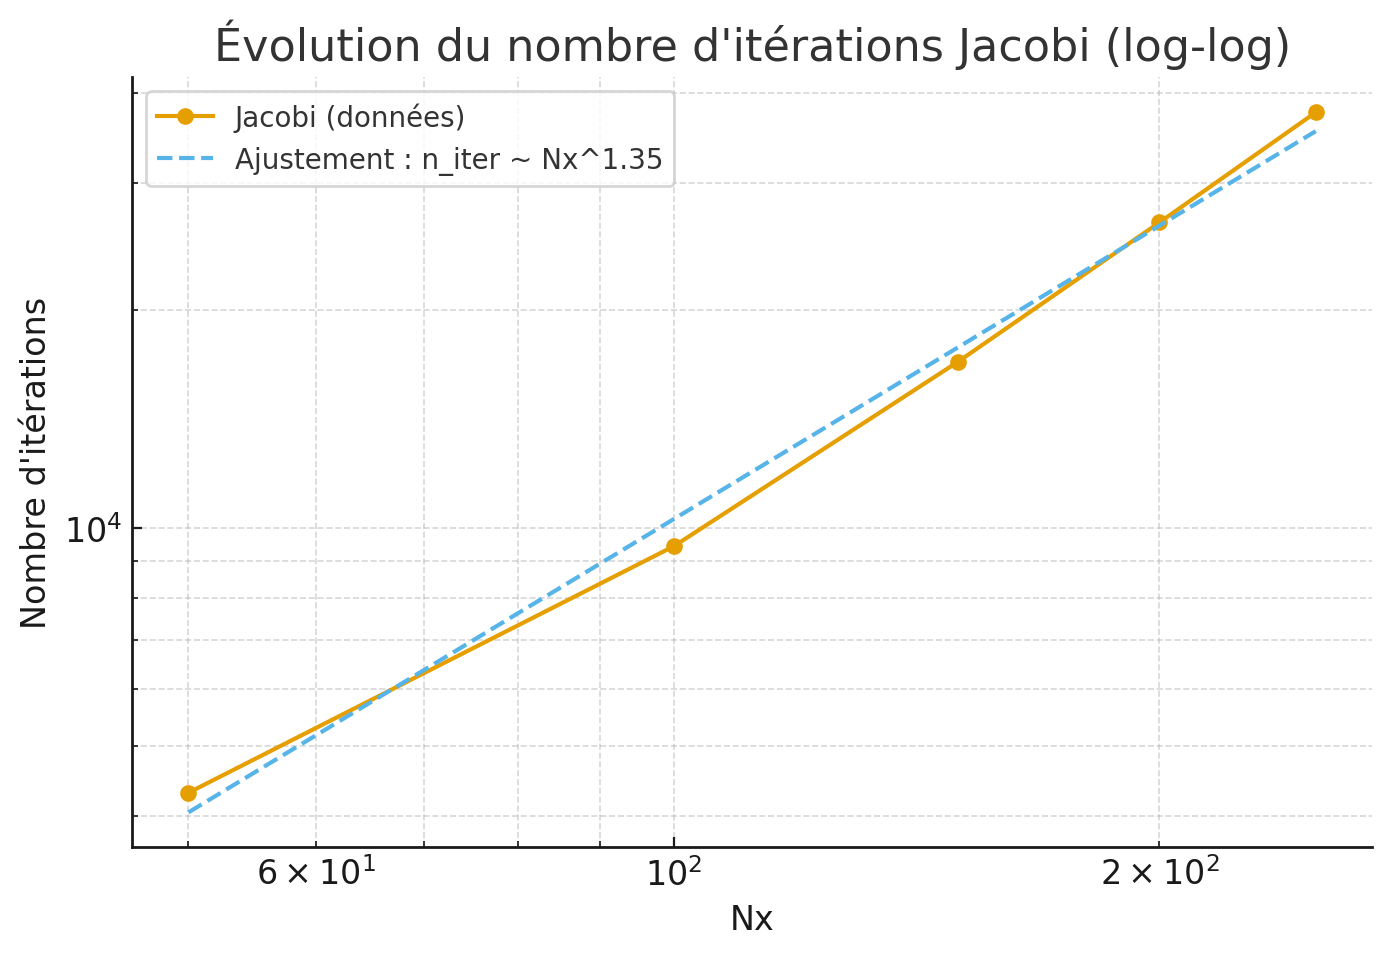 Évolution du nombre d'itérations Jacobi (log-log)
Jacobi (données)
Ajustement : n_iter ~ Nx^1.35
Nombre d'itérations
10⁴
6 × 10¹
10²
2 × 10²
Nx